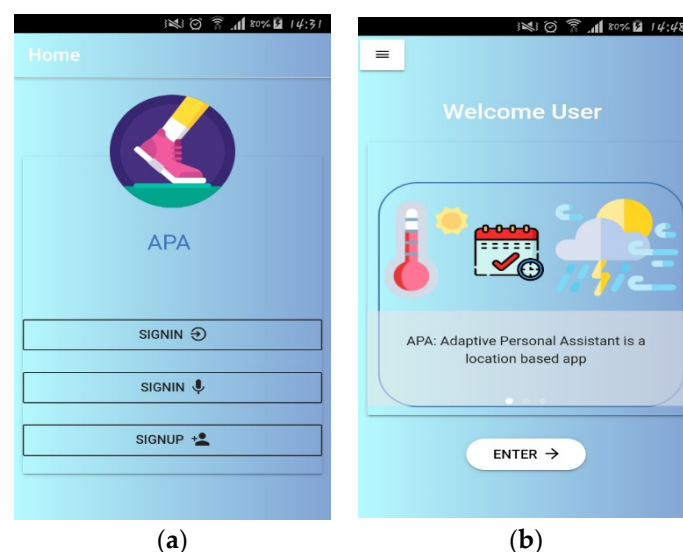 80% 14:31
Home
APA
SIGNIN
SIGNIN
SIGNUP
(a)
80% 14:48
Welcome User
APA: Adaptive Personal Assistant is a
location based app
ENTER →
(b)